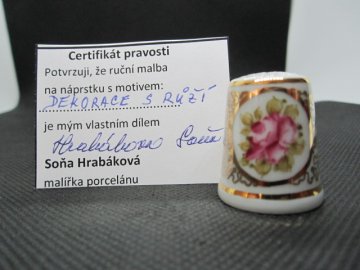 Certifikát pravosti
Potvrzuji, že ruční malba
na náprstku s motivem:
DEKORACE S RŮŽÍ
je mým vlastním dílem
Hrabáková Soňa
Soňa Hrabáková
malířka porcelánu